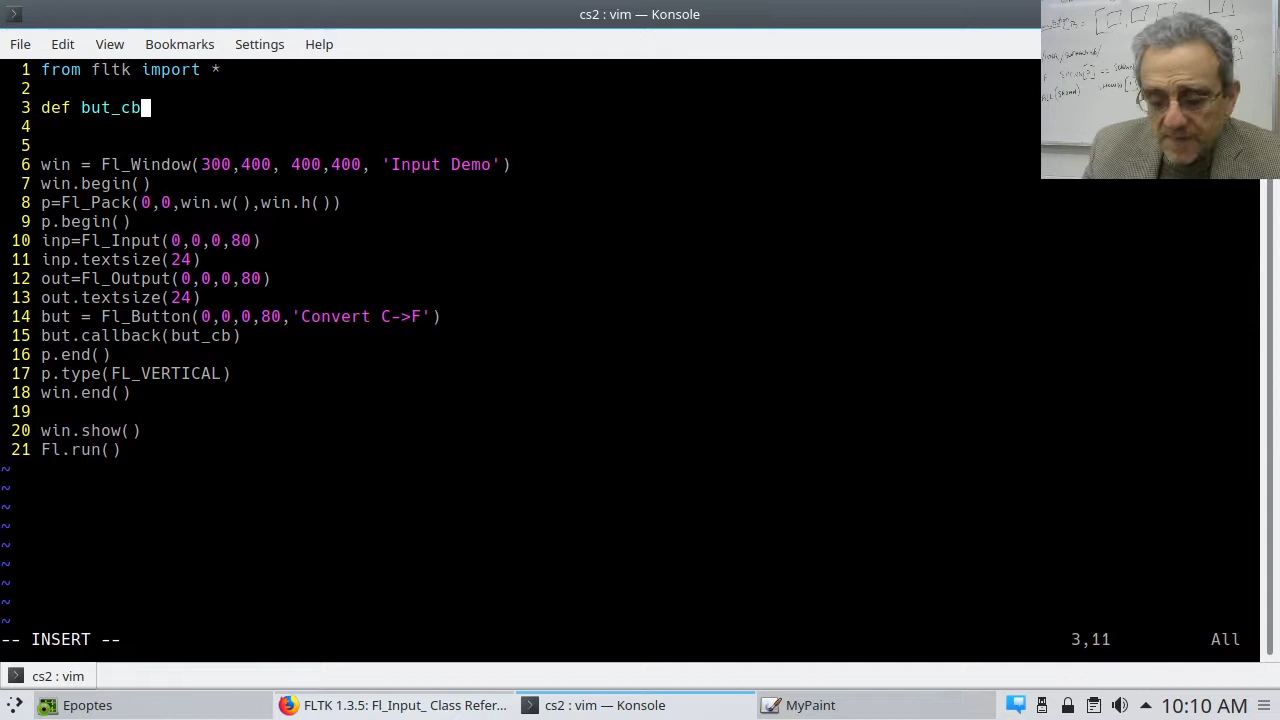 cs2 : vim — Konsole
File Edit View Bookmarks Settings Help
1 from fltk import *
2
3 def but_cb
4
5
6 win = Fl_Window(300,400, 400,400, 'Input Demo')
7 win.begin()
8 p=Fl_Pack(0,0,win.w(),win.h())
9 p.begin()
10 inp=Fl_Input(0,0,0,80)
11 inp.textsize(24)
12 out=Fl_Output(0,0,0,80)
13 out.textsize(24)
14 but = Fl_Button(0,0,0,80,'Convert C->F')
15 but.callback(but_cb)
16 p.end()
17 p.type(FL_VERTICAL)
18 win.end()
19
20 win.show()
21 Fl.run()
~
~
~
~
~
~
~
~
~
-- INSERT -- 3,11 All
cs2 : vim
Epoptes FLTK 1.3.5: Fl_Input_ Class Refer... cs2 : vim — Konsole MyPaint 10:10 AM